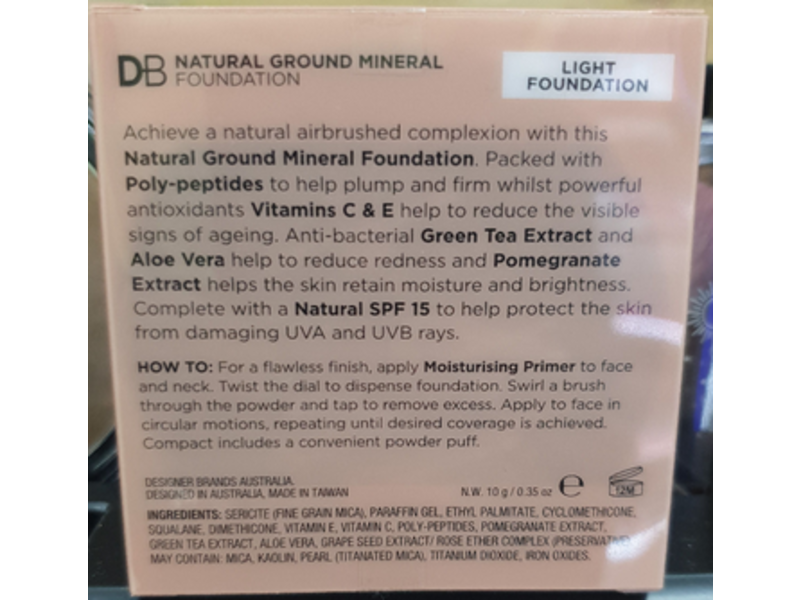 DB NATURAL GROUND MINERAL
FOUNDATION
LIGHT
FOUNDATION
Achieve a natural airbrushed complexion with this
Natural Ground Mineral Foundation. Packed with
Poly-peptides to help plump and firm whilst powerful
antioxidants Vitamins C & E help to reduce the visible
signs of ageing. Anti-bacterial Green Tea Extract and
Aloe Vera help to reduce redness and Pomegranate
Extract helps the skin retain moisture and brightness.
Complete with a Natural SPF 15 to help protect the skin
from damaging UVA and UVB rays.
HOW TO: For a flawless finish, apply Moisturising Primer to face
and neck. Twist the dial to dispense foundation. Swirl a brush
through the powder and tap to remove excess. Apply to face in
circular motions, repeating until desired coverage is achieved.
Compact includes a convenient powder puff.
DESIGNER BRANDS AUSTRALIA.
DESIGNED IN AUSTRALIA, MADE IN TAIWAN
N.W. 10 g / 0.35 oz e
12M
INGREDIENTS: SERICITE (FINE GRAIN MICA), PARAFFIN GEL, ETHYL PALMITATE, CYCLOMETHICONE,
SQUALANE, DIMETHICONE, VITAMIN E, VITAMIN C, POLY-PEPTIDES, POMEGRANATE EXTRACT,
GREEN TEA EXTRACT, ALOE VERA, GRAPE SEED EXTRACT/ ROSE ETHER COMPLEX (PRESERVATIVE).
MAY CONTAIN: MICA, KAOLIN, PEARL (TITANATED MICA), TITANIUM DIOXIDE, IRON OXIDES.